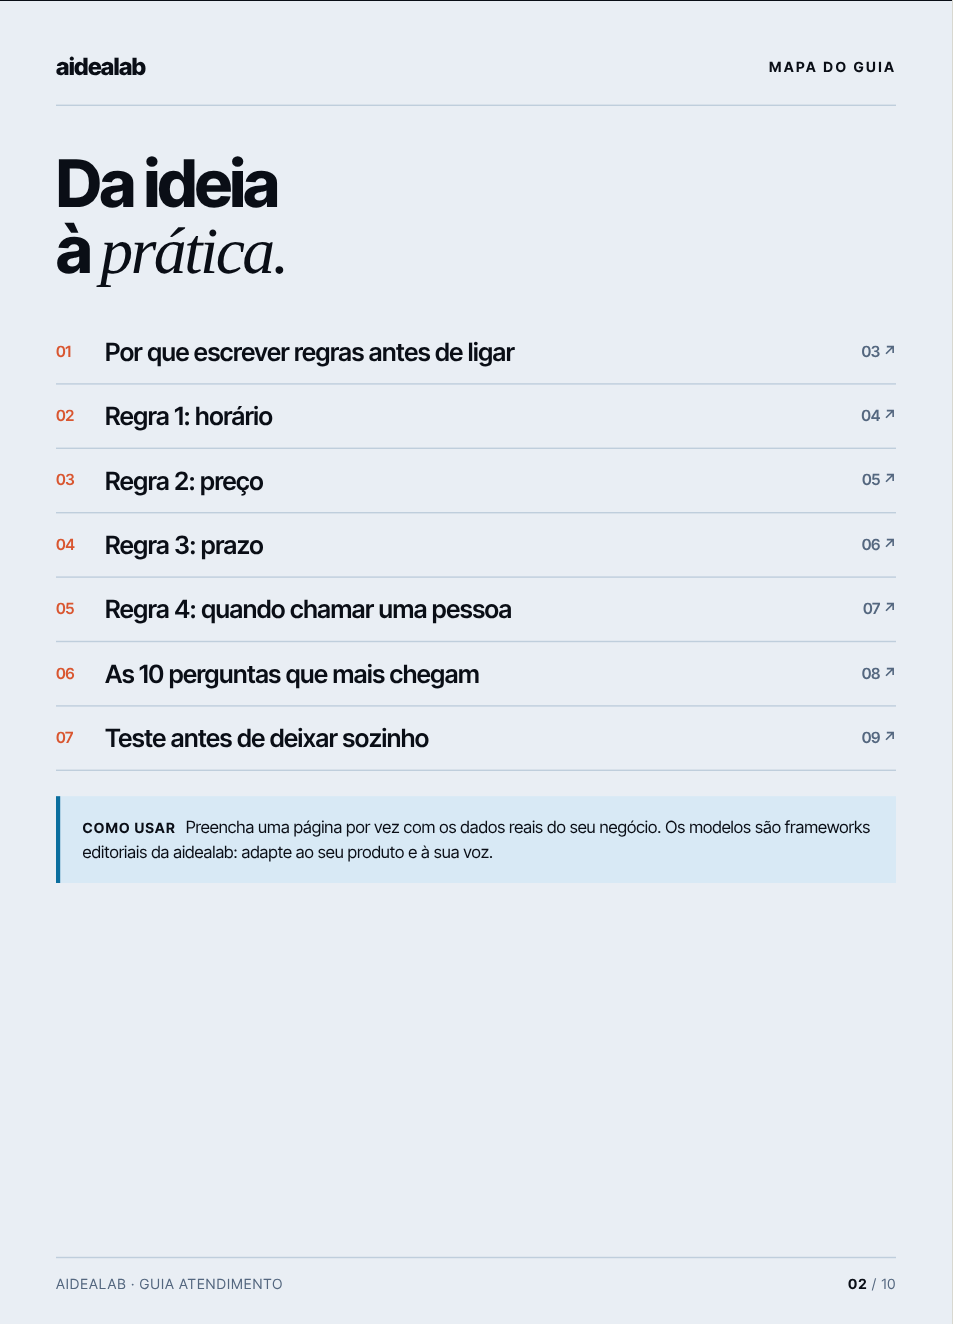 aidealab
MAPA DO GUIA
Da ideia
à prática.
01 Por que escrever regras antes de ligar 03 ↗
02 Regra 1: horário 04 ↗
03 Regra 2: preço 05 ↗
04 Regra 3: prazo 06 ↗
05 Regra 4: quando chamar uma pessoa 07 ↗
06 As 10 perguntas que mais chegam 08 ↗
07 Teste antes de deixar sozinho 09 ↗
COMO USAR Preencha uma página por vez com os dados reais do seu negócio. Os modelos são frameworks
editoriais da aidealab: adapte ao seu produto e à sua voz.
AIDEALAB · GUIA ATENDIMENTO
02 / 10